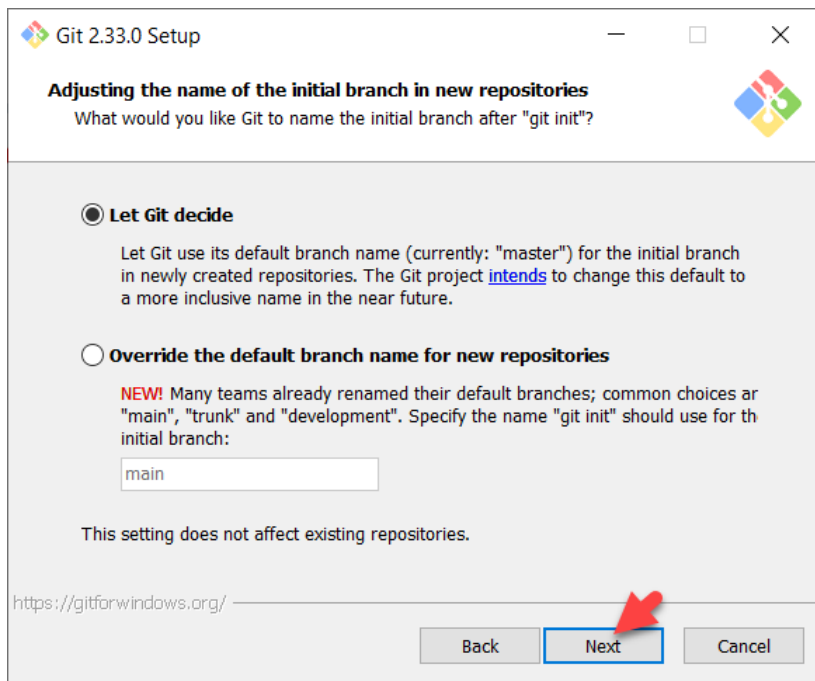 Git 2.33.0 Setup
Adjusting the name of the initial branch in new repositories
What would you like Git to name the initial branch after "git init"?
Let Git decide
Let Git use its default branch name (currently: "master") for the initial branch
in newly created repositories. The Git project intends to change this default to
a more inclusive name in the near future.
Override the default branch name for new repositories
NEW! Many teams already renamed their default branches; common choices ar
"main", "trunk" and "development". Specify the name "git init" should use for th
initial branch:
main
This setting does not affect existing repositories.
https://gitforwindows.org/
Back Next Cancel